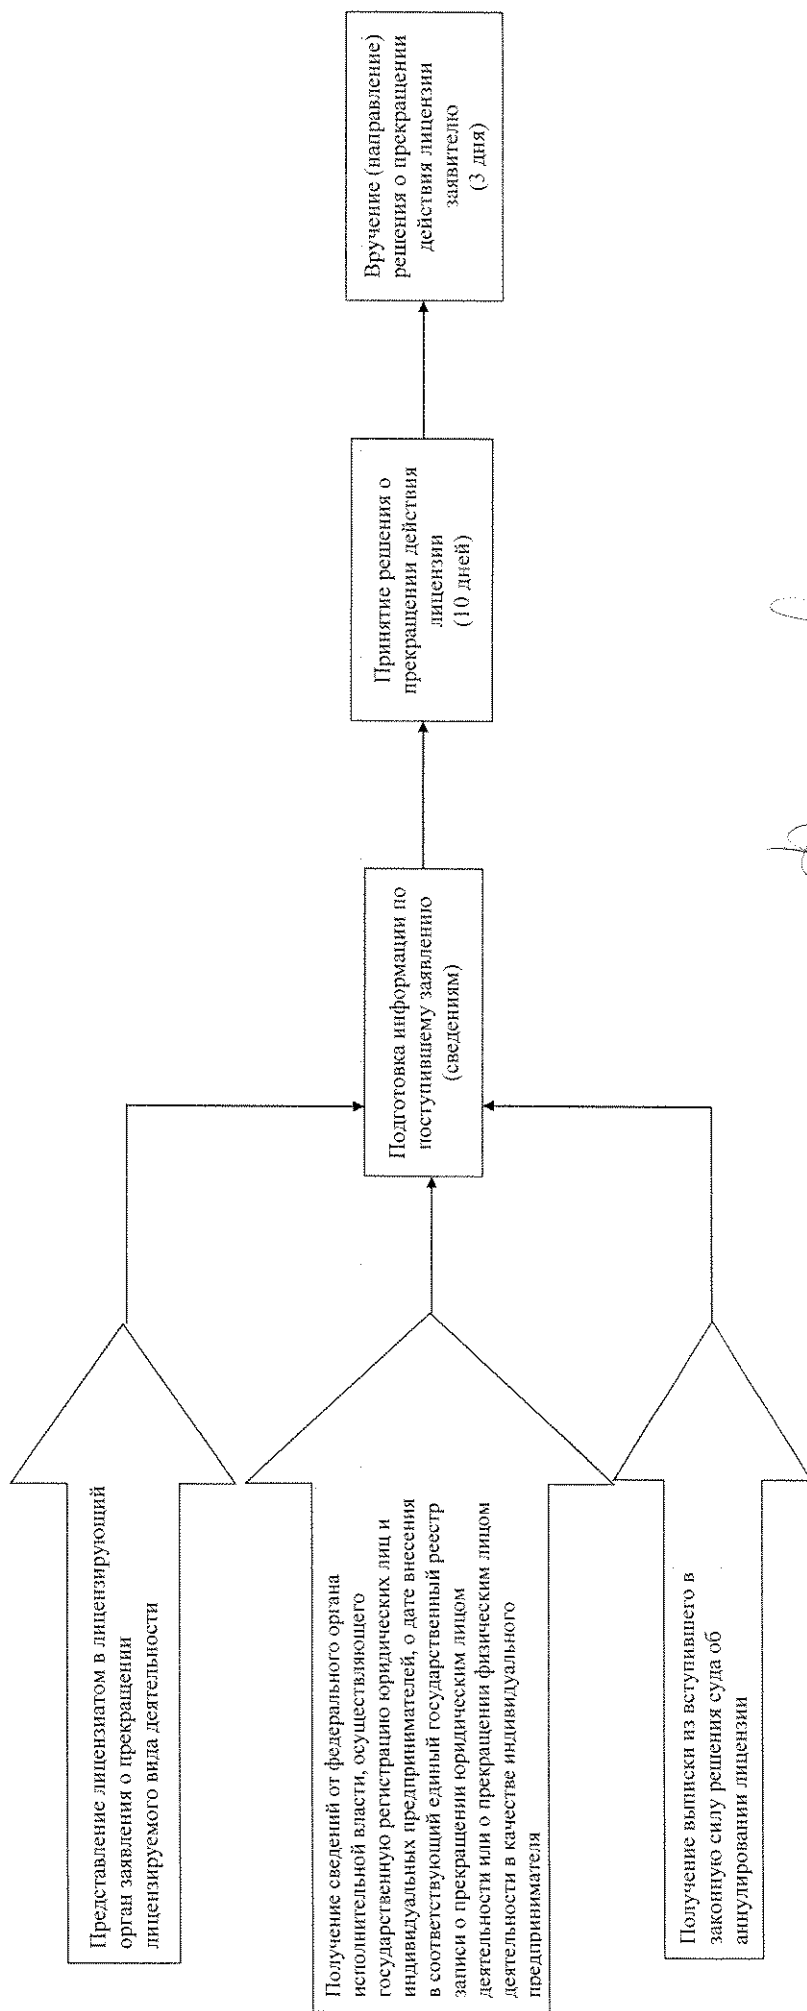 Представление лицензиатом в лицензирующий
орган заявления о прекращении
лицензируемого вида деятельности
Получение сведений от федерального органа
исполнительной власти, осуществляющего
государственную регистрацию юридических лиц и
индивидуальных предпринимателей, о дате внесения
в соответствующий единый государственный реестр
записи о прекращении юридическим лицом
деятельности или о прекращении физическим лицом
деятельности в качестве индивидуального
предпринимателя
Получение выписки из вступившего в
законную силу решения суда об
аннулировании лицензии
Подготовка информации по
поступившему заявлению
(сведениям)
Принятие решения о
прекращении действия
лицензии
(10 дней)
Вручение (направление)
решения о прекращении
действия лицензии
заявителю
(3 дня)